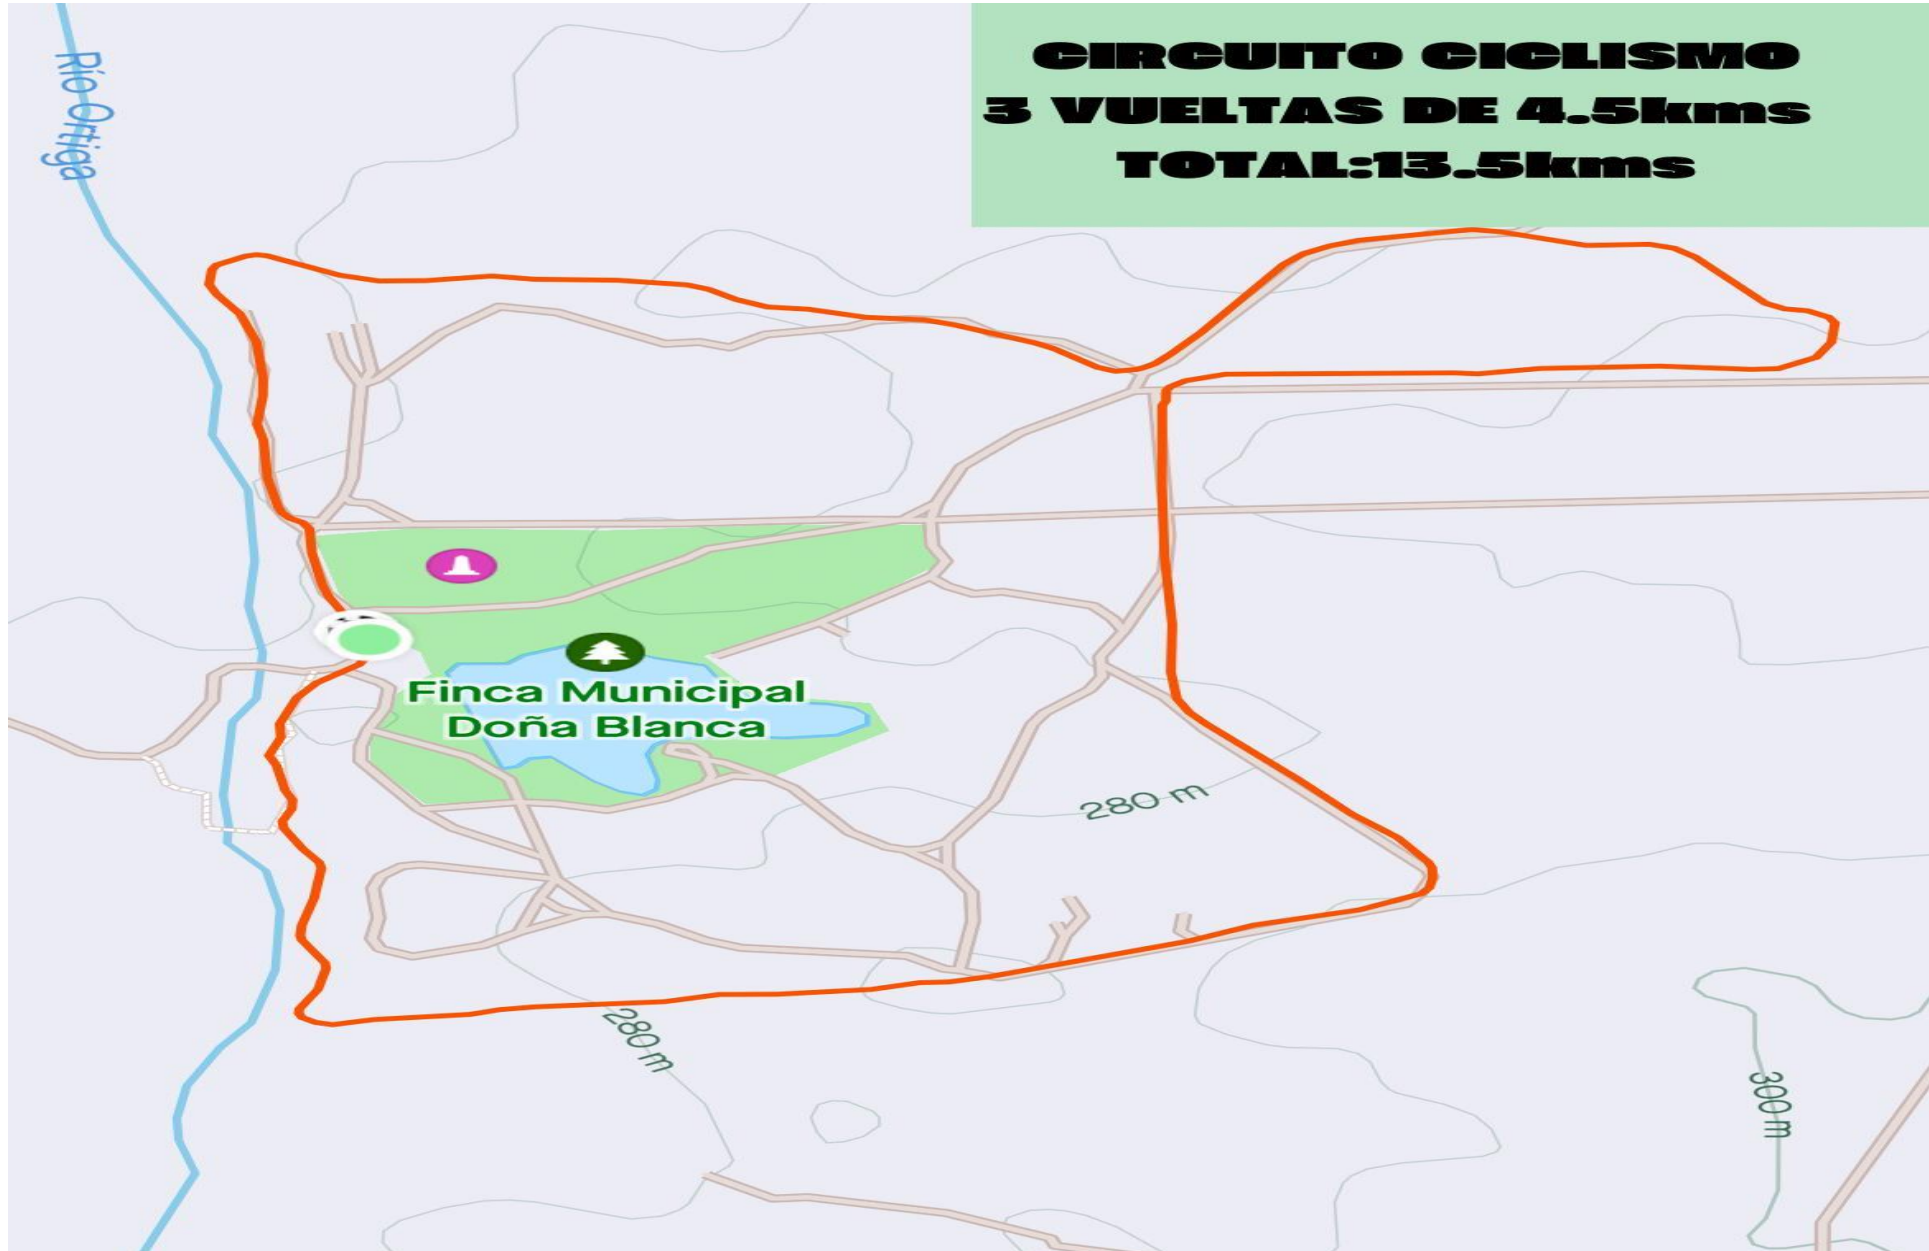 CIRCUITO CICLISMO
3 VUELTAS DE 4.5kms
TOTAL:13.5kms
Río Ortiga
Finca Municipal
Doña Blanca
280 m
280 m
300 m